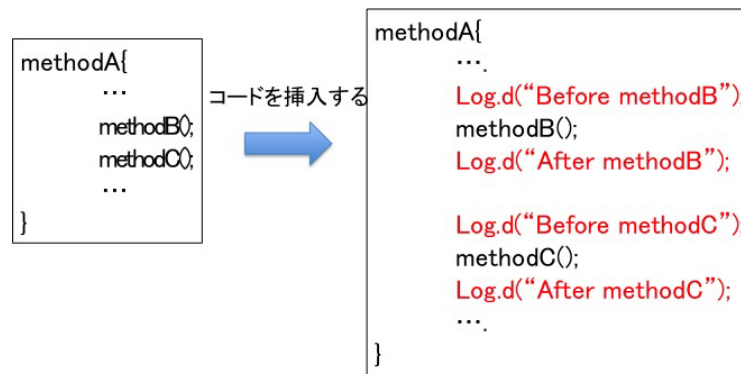 methodA{
...
methodB();
methodC();
...
}
コードを挿入する
methodA{
....
Log.d(“Before methodB”);
methodB();
Log.d(“After methodB”);
Log.d(“Before methodC”);
methodC();
Log.d(“After methodC”);
....
}